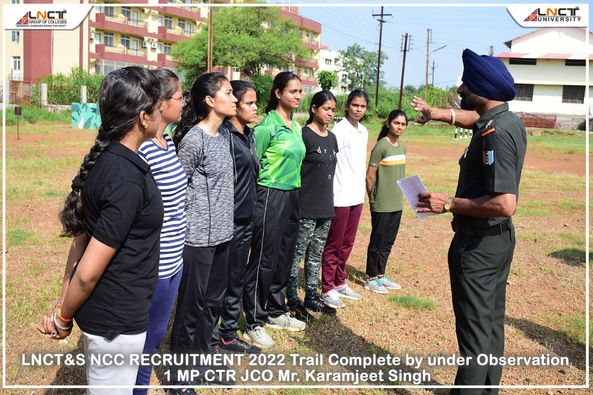 LNCT
GROUP OF COLLEGES
LNCT
UNIVERSITY
LNCT&S NCC RECRUITMENT 2022 Trail Complete by under Observation
1 MP CTR JCO Mr. Karamjeet Singh